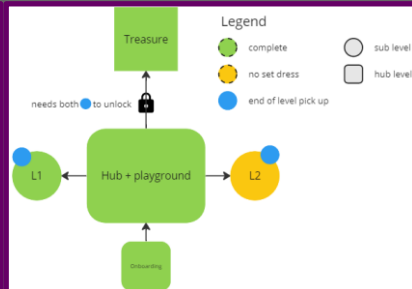 Treasure
Legend
complete
sub level
no set dress
hub level
end of level pick up
needs both to unlock
L1
Hub + playground
L2
Onboarding